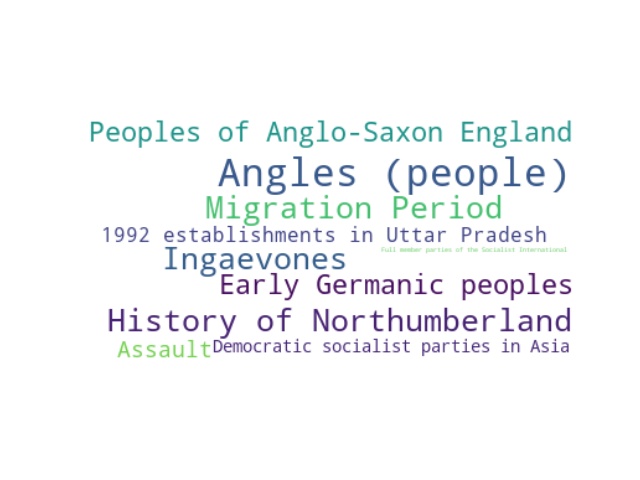 Peoples of Anglo-Saxon England
Angles (people)
Migration Period
1992 establishments in Uttar Pradesh
Full member parties of the Socialist International
Ingaevones
Early Germanic peoples
History of Northumberland
Assault
Democratic socialist parties in Asia